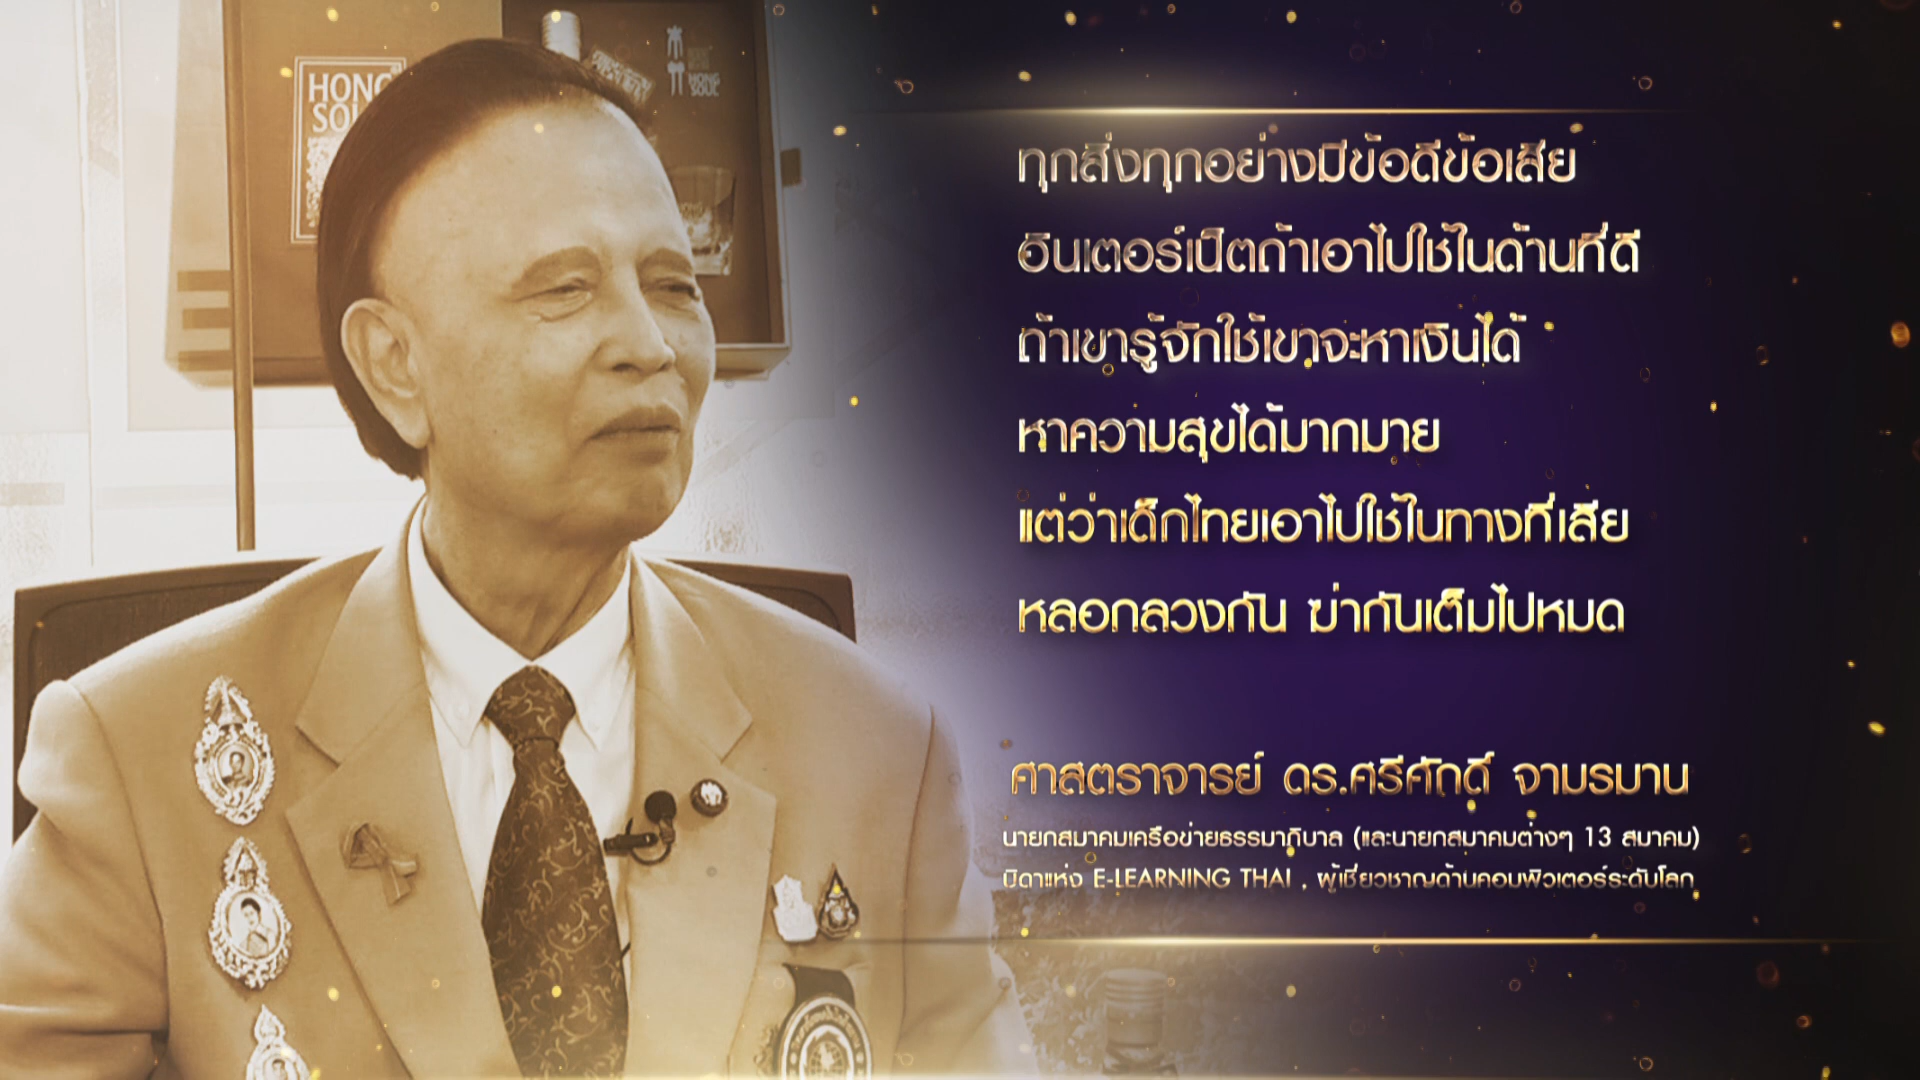 HONG SOUL
HONG SOUL
ทุกสิ่งทุกอย่างมีข้อดีข้อเสีย
อินเตอร์เน็ตถ้าเอาไปใช้ในด้านที่ดี
ถ้าเขารู้จักใช้เขาจะหาเงินได้
หาความสุขได้มากมาย
แต่ว่าเด็กไทยเอาไปใช้ในทางที่เสีย
หลอกลวงกัน ฆ่ากันเต็มไปหมด
ศาสตราจารย์ ดร.ศรีศักดิ์ จามรมาน
นายกสมาคมเครือข่ายธรรมาภิบาล (และนายกสมาคมต่างๆ 13 สมาคม)
บิดาแห่ง E-LEARNING THAI , ผู้เชี่ยวชาญด้านคอมพิวเตอร์ระดับโลก